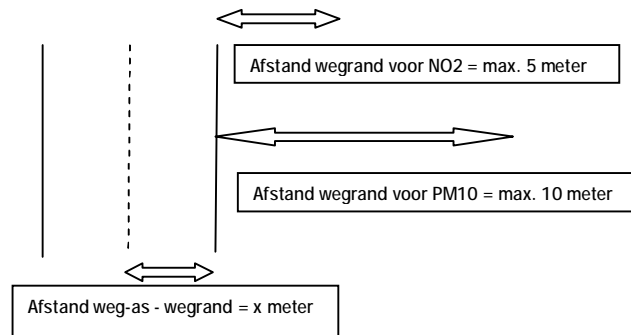 Afstand wegrand voor NO2 = max. 5 meter
Afstand wegrand voor PM10 = max. 10 meter
Afstand weg-as - wegrand = x meter